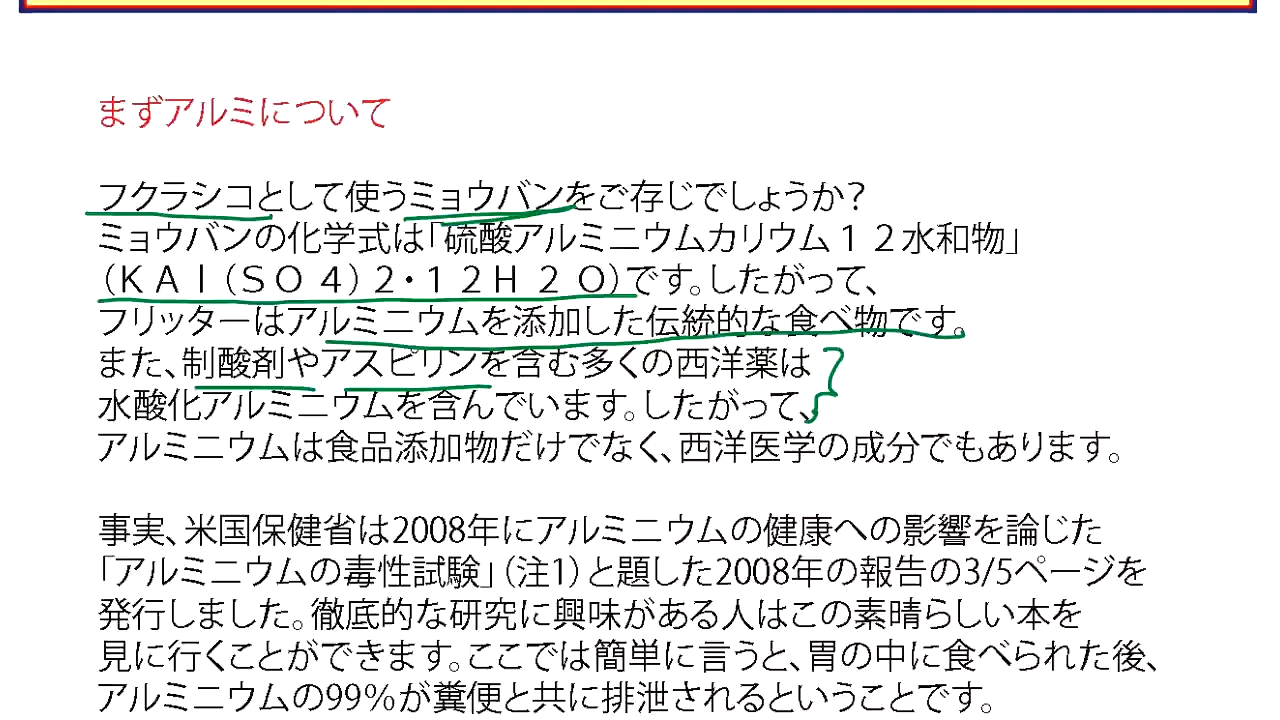 まずアルミについて
フクラシコとして使うミョウバンをご存じでしょうか？
ミョウバンの化学式は「硫酸アルミニウムカリウム１２水和物」
（ＫＡｌ（ＳＯ４）２・１２Ｈ２Ｏ）です。したがって、
フリッターはアルミニウムを添加した伝統的な食べ物です。
また、制酸剤やアスピリンを含む多くの西洋薬は
水酸化アルミニウムを含んでいます。したがって、
アルミニウムは食品添加物だけでなく、西洋医学の成分でもあります。
事実、米国保健省は2008年にアルミニウムの健康への影響を論じた
「アルミニウムの毒性試験」（注1）と題した2008年の報告の3/5ページを
発行しました。徹底的な研究に興味がある人はこの素晴らしい本を
見に行くことができます。ここでは簡単に言うと、胃の中に食べられた後、
アルミニウムの99%が糞便と共に排泄されるということです。